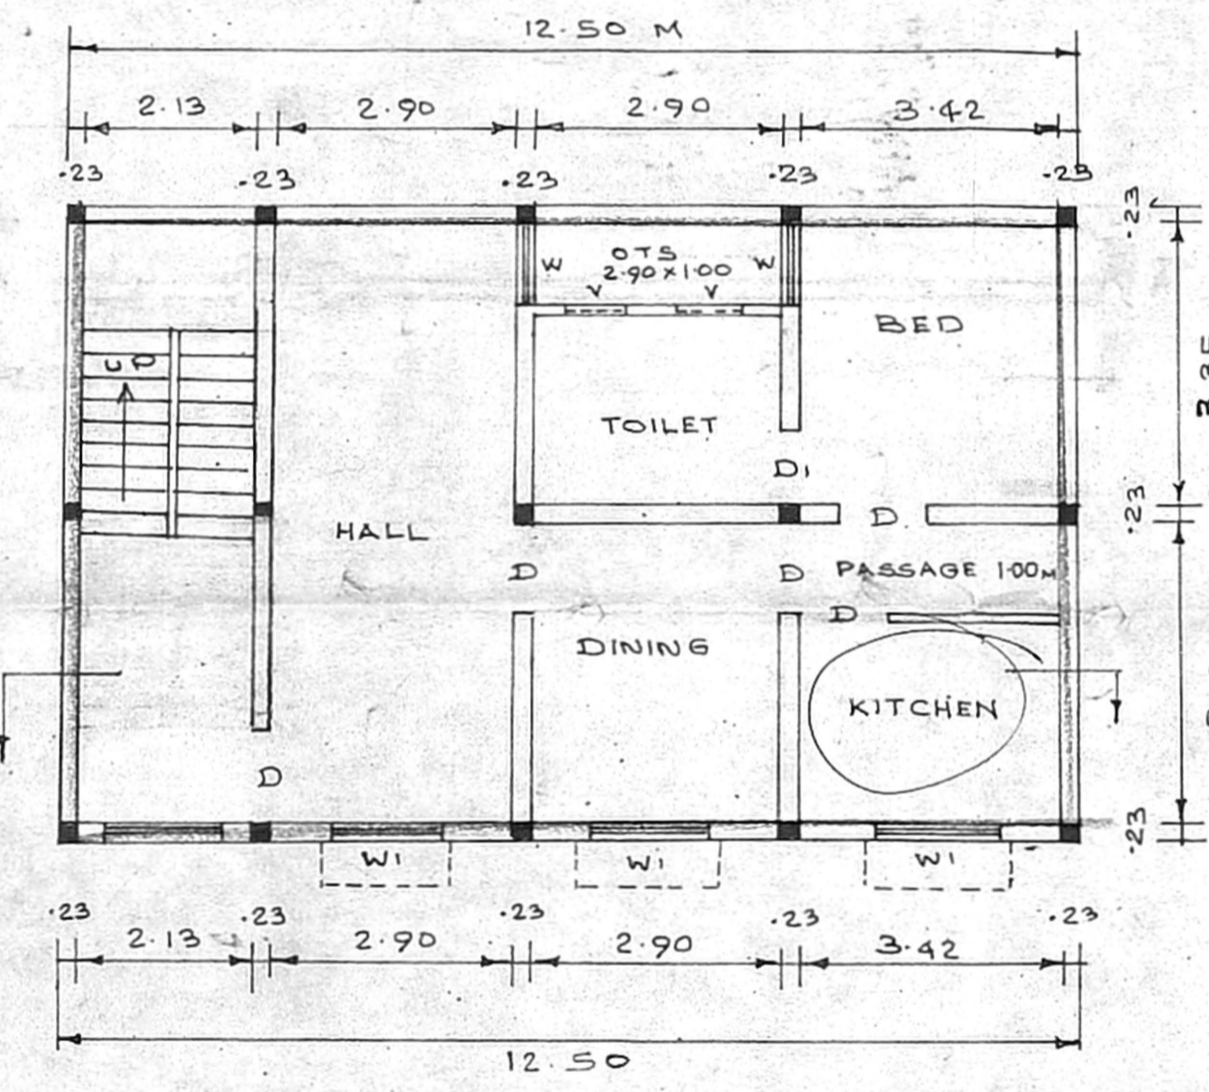 12.50 M
2.13 2.90 2.90 3.42
.23 .23 .23 .23 .23
.23
OTS
W 2.90 x 1.00 W
V V
BED
UP
TOILET
D1
.23
D
HALL
D D PASSAGE 1.00M
D
DINING
KITCHEN
D
.23
W1 W1 W1
.23 .23 .23 .23 .23
2.13 2.90 2.90 3.42
12.50